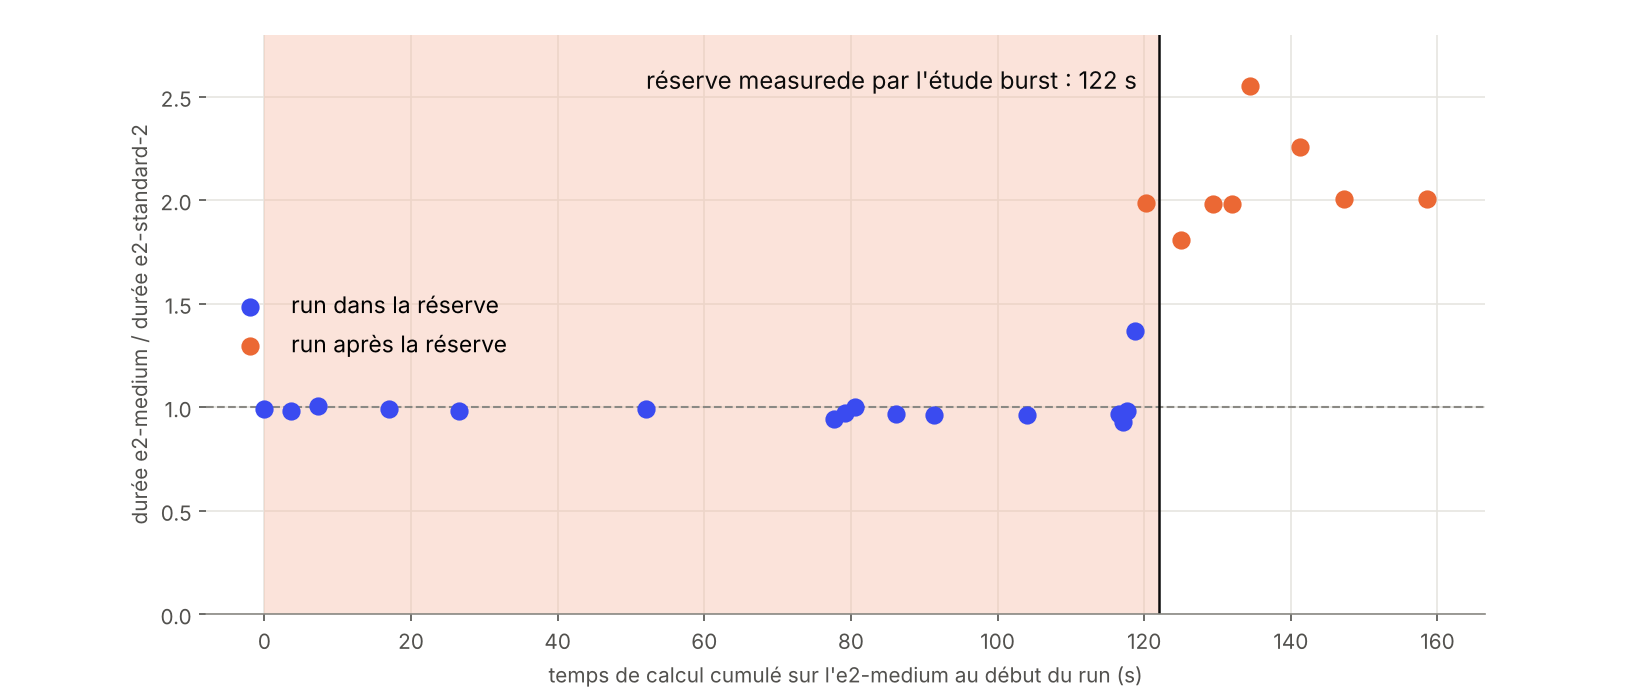 réserve measurede par l'étude burst : 122 s
durée e2-medium / durée e2-standard-2
2.5
2.0
1.5
1.0
0.5
0.0
run dans la réserve
run après la réserve
0 20 40 60 80 100 120 140 160
temps de calcul cumulé sur l'e2-medium au début du run (s)